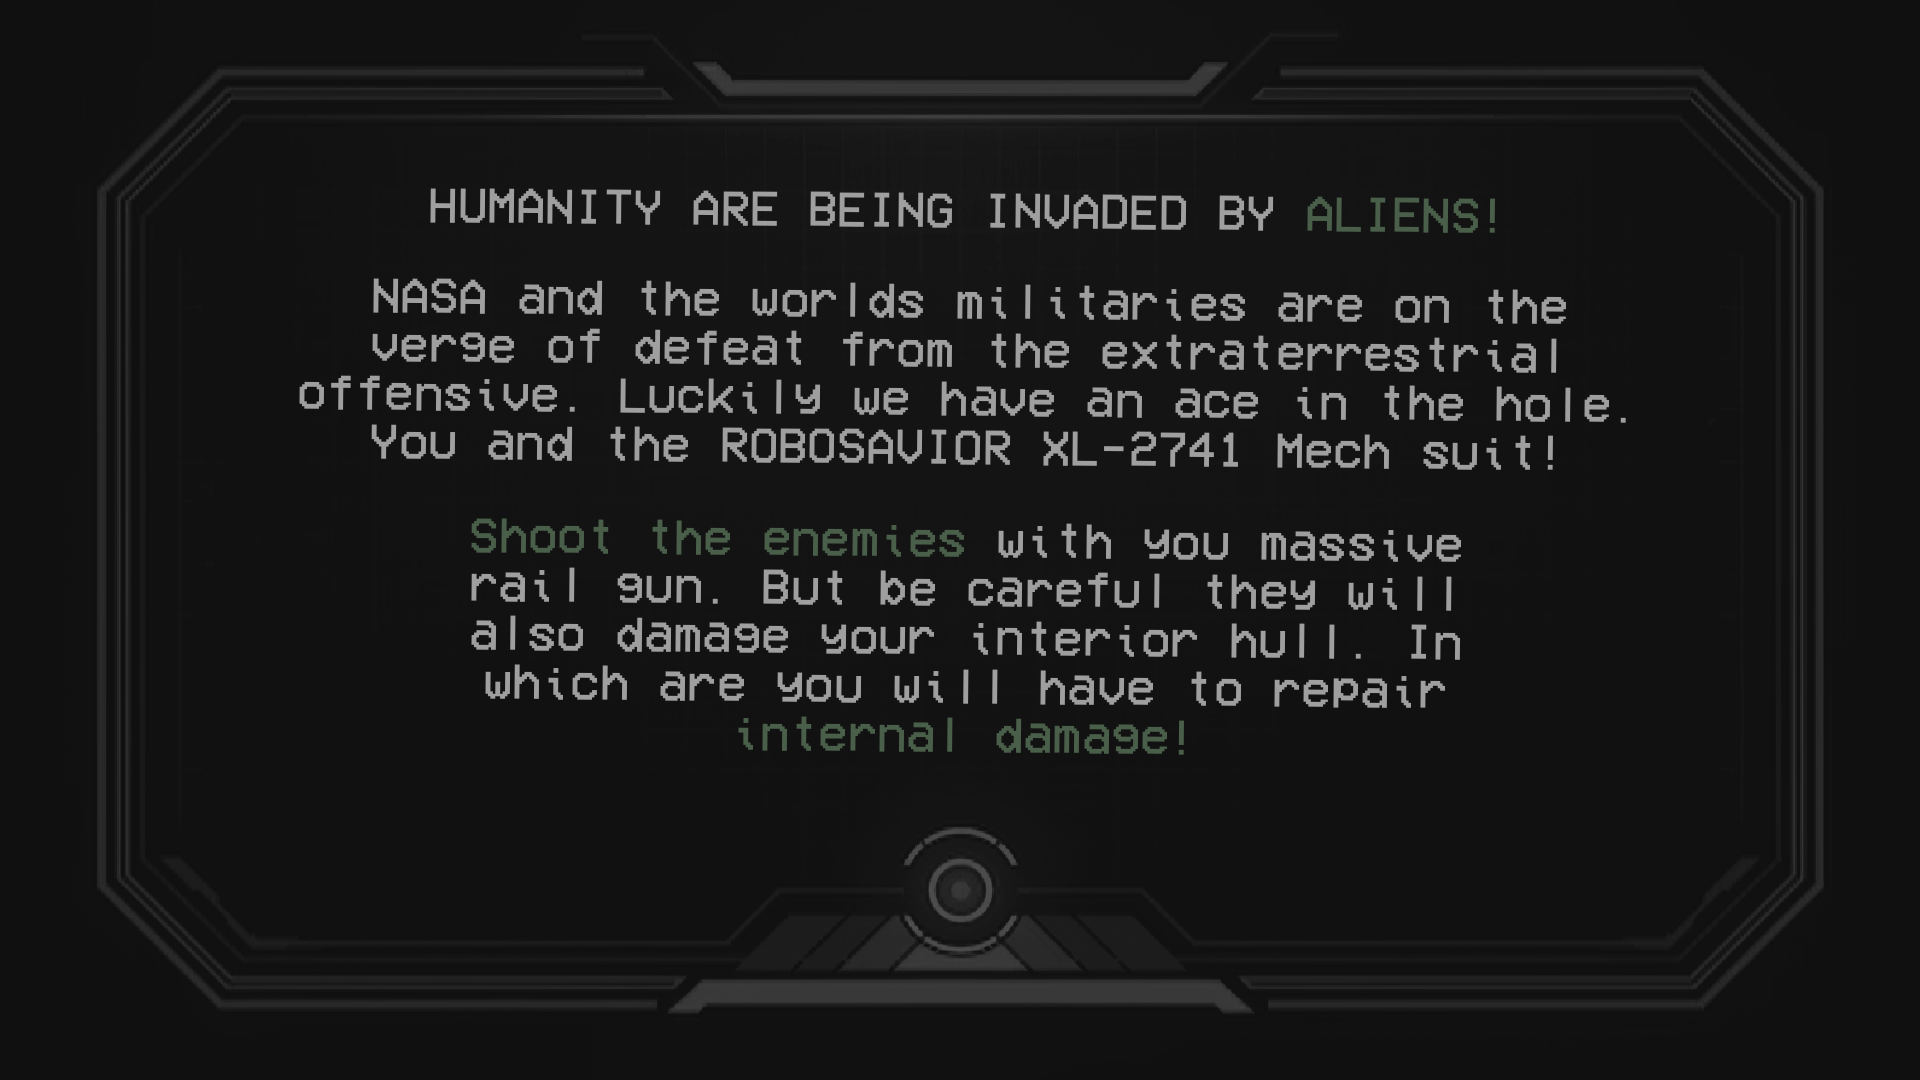 HUMANITY ARE BEING INVADED BY ALIENS!
NASA and the worlds militaries are on the
verge of defeat from the extraterrestrial
offensive. Luckily we have an ace in the hole.
You and the ROBOSAVIOR XL-2741 Mech suit!
Shoot the enemies with you massive
rail gun. But be careful they will
also damage your interior hull. In
which are you will have to repair
internal damage!